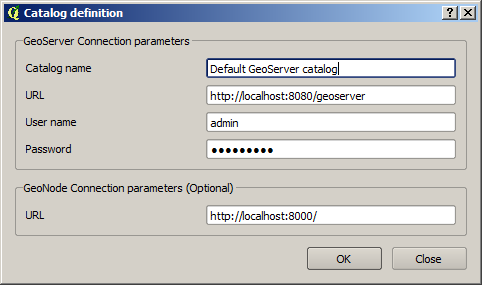 Catalog definition
GeoServer Connection parameters
Catalog name Default GeoServer catalog
URL http://localhost:8080/geoserver
User name admin
Password ●●●●●●●●●
GeoNode Connection parameters (Optional)
URL http://localhost:8000/
OK Close